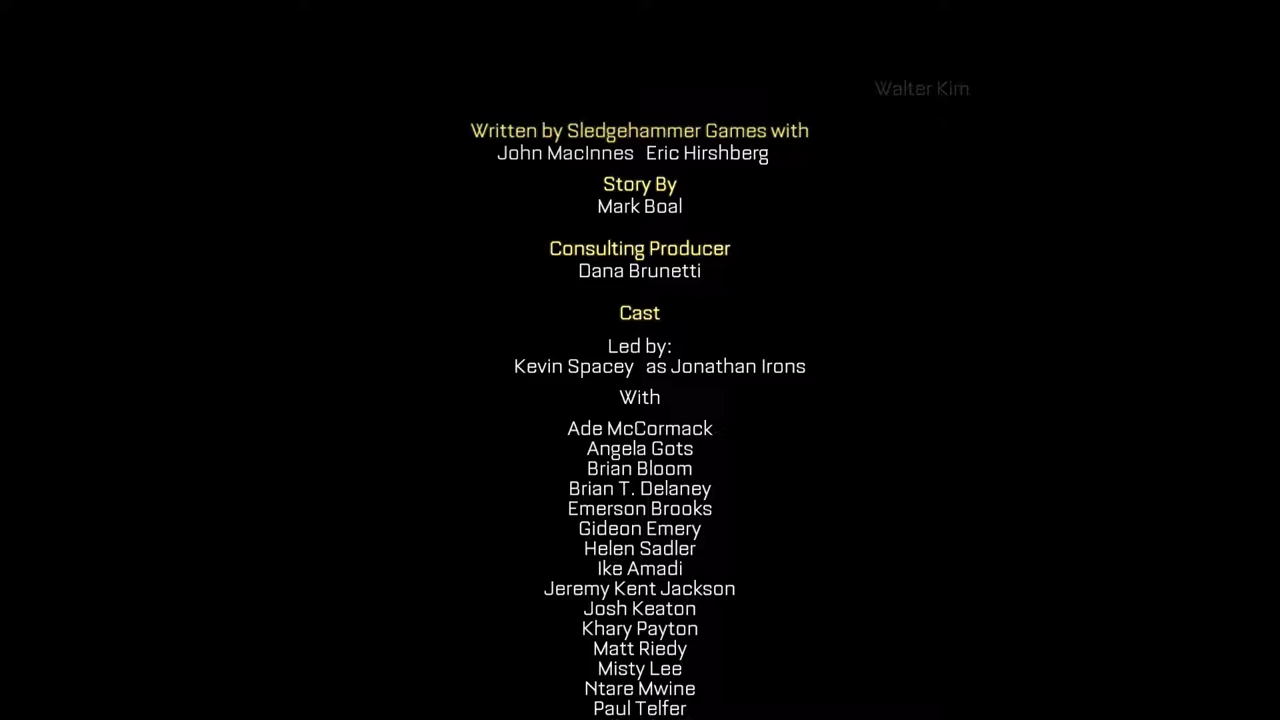 Walter Kim
Written by Sledgehammer Games with
John MacInnes Eric Hirshberg
Story By
Mark Boal
Consulting Producer
Dana Brunetti
Cast
Led by:
Kevin Spacey as Jonathan Irons
With
Ade McCormack
Angela Gots
Brian Bloom
Brian T. Delaney
Emerson Brooks
Gideon Emery
Helen Sadler
Ike Amadi
Jeremy Kent Jackson
Josh Keaton
Khary Payton
Matt Riedy
Misty Lee
Ntare Mwine
Paul Telfer